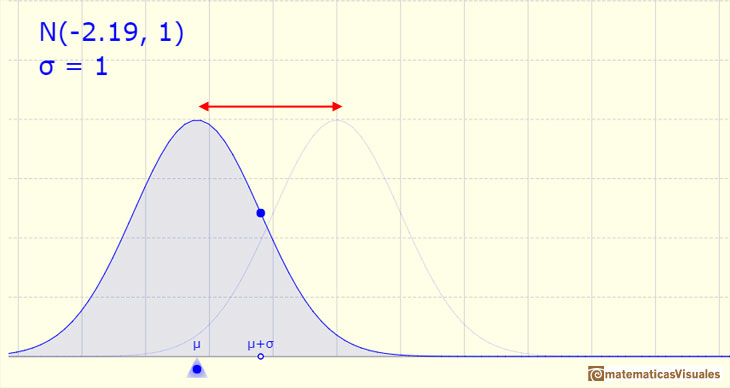 N(-2.19, 1)
σ = 1
μ
μ+σ
matematicasVisuales